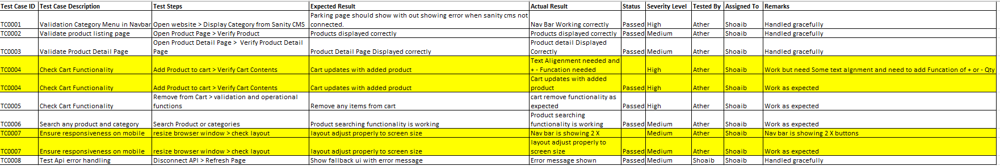 Test Case ID Test Case Description Test Steps Expected Result Actual Result Status Severity Level Tested By Assigned To Remarks
Parking page should show with out showing error when sanity cms not
TC0001 Validation Category Menu in Navbar Open website > Display Category from Sanity CMS connected. Nav Bar Working correctly Passed High Ather Shoaib Handled gracefully
TC0002 Validate product listing page Open Product Page > Verify Product Products displayed correctly Products displayed correctly Passed Medium Ather Shoaib Handled gracefully
Open Product Detail Page > Verify Product Detail Product detail Displayed
TC0003 Validate Product Detail Page Page Product Detail Page Displayed correctly Correctly Passed Medium Ather Shoaib Handled gracefully
Text Aligenment needed and
TC0004 Check Cart Functionality Add Product to cart > Verify Cart Contents Cart updates with added product + - Funcation needed High Ather Shoaib Work but need Some text algnment and need to add Funcation of + or - Qty
Cart updates with added
TC0004 Check Cart Functionality Add Product to cart > Verify Cart Contents Cart updates with added product product Passed High Ather Shoaib Work as expected
Remove from Cart > validation and operational cart remove functionality as
TC0005 Check Cart Functionality functions Remove any items from cart expected Passed High Ather Shoaib Work as expected
Product searching
TC0006 Search any product and category Search Product or categories Product searching functionality is working functionality is working Passed Medium Ather Shoaib Work as expected
TC0007 Ensure responsiveness on mobile resize browser window > check layout layout adjust properly to screen size Nav bar is showing 2 X Medium Ather Shoaib Nav bar is showing 2 X buttons
layout adjust properly to
TC0007 Ensure responsiveness on mobile resize browser window > check layout layout adjust properly to screen size screen size Passed Medium Ather Shoaib Work as expected
TC0008 Test Api error handling Disconnect API > Refresh Page Show fallback ui with error message Error message shown Passed Medium Shoaib Shoaib Handled gracefully